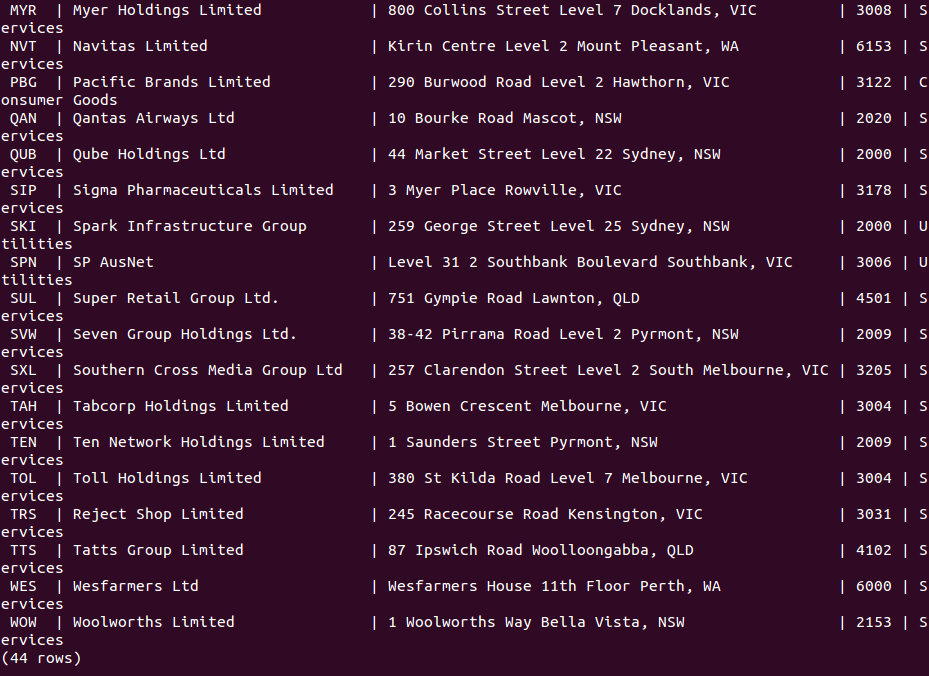 MYR | Myer Holdings Limited | 800 Collins Street Level 7 Docklands, VIC | 3008 | S
ervices
NVT | Navitas Limited | Kirin Centre Level 2 Mount Pleasant, WA | 6153 | S
ervices
PBG | Pacific Brands Limited | 290 Burwood Road Level 2 Hawthorn, VIC | 3122 | C
onsumer Goods
QAN | Qantas Airways Ltd | 10 Bourke Road Mascot, NSW | 2020 | S
ervices
QUB | Qube Holdings Ltd | 44 Market Street Level 22 Sydney, NSW | 2000 | S
ervices
SIP | Sigma Pharmaceuticals Limited | 3 Myer Place Rowville, VIC | 3178 | S
ervices
SKI | Spark Infrastructure Group | 259 George Street Level 25 Sydney, NSW | 2000 | U
tilities
SPN | SP AusNet | Level 31 2 Southbank Boulevard Southbank, VIC | 3006 | U
tilities
SUL | Super Retail Group Ltd. | 751 Gympie Road Lawnton, QLD | 4501 | S
ervices
SVW | Seven Group Holdings Ltd. | 38-42 Pirrama Road Level 2 Pyrmont, NSW | 2009 | S
ervices
SXL | Southern Cross Media Group Ltd | 257 Clarendon Street Level 2 South Melbourne, VIC | 3205 | S
ervices
TAH | Tabcorp Holdings Limited | 5 Bowen Crescent Melbourne, VIC | 3004 | S
ervices
TEN | Ten Network Holdings Limited | 1 Saunders Street Pyrmont, NSW | 2009 | S
ervices
TOL | Toll Holdings Limited | 380 St Kilda Road Level 7 Melbourne, VIC | 3004 | S
ervices
TRS | Reject Shop Limited | 245 Racecourse Road Kensington, VIC | 3031 | S
ervices
TTS | Tatts Group Limited | 87 Ipswich Road Woolloongabba, QLD | 4102 | S
ervices
WES | Wesfarmers Ltd | Wesfarmers House 11th Floor Perth, WA | 6000 | S
ervices
WOW | Woolworths Limited | 1 Woolworths Way Bella Vista, NSW | 2153 | S
ervices
(44 rows)